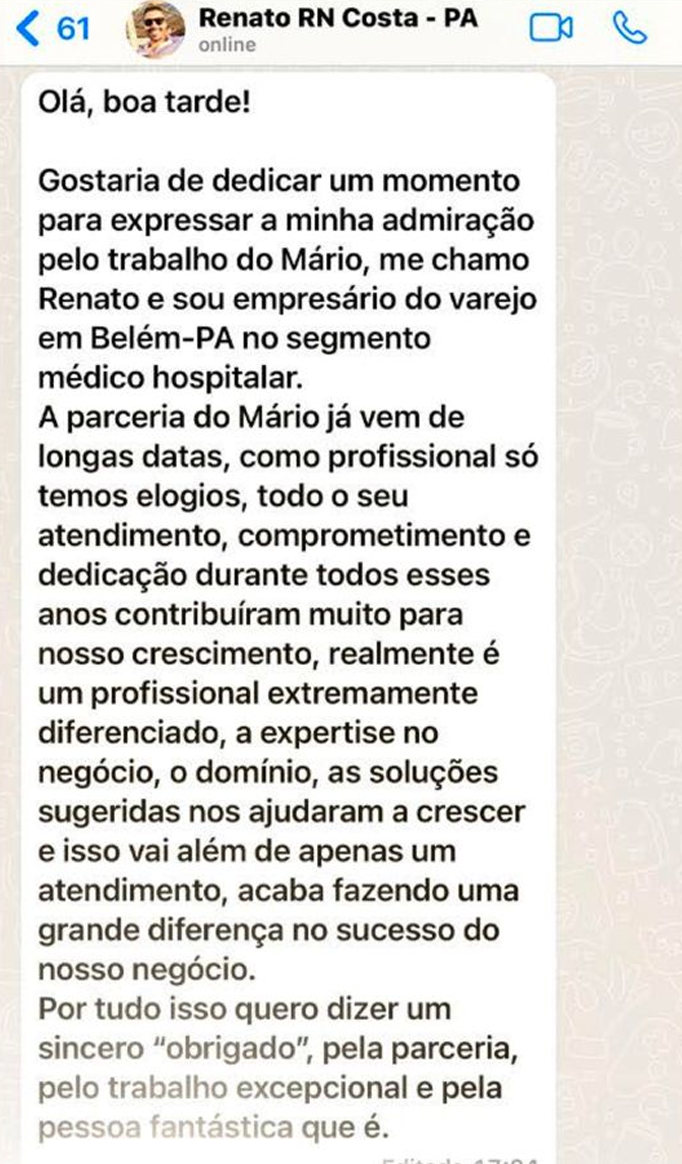 61
Renato RN Costa - PA
online
Olá, boa tarde!
Gostaria de dedicar um momento
para expressar a minha admiração
pelo trabalho do Mário, me chamo
Renato e sou empresário do varejo
em Belém-PA no segmento
médico hospitalar.
A parceria do Mário já vem de
longas datas, como profissional só
temos elogios, todo o seu
atendimento, comprometimento e
dedicação durante todos esses
anos contribuíram muito para
nosso crescimento, realmente é
um profissional extremamente
diferenciado, a expertise no
negócio, o domínio, as soluções
sugeridas nos ajudaram a crescer
e isso vai além de apenas um
atendimento, acaba fazendo uma
grande diferença no sucesso do
nosso negócio.
Por tudo isso quero dizer um
sincero “obrigado”, pela parceria,
pelo trabalho excepcional e pela
pessoa fantástica que é.